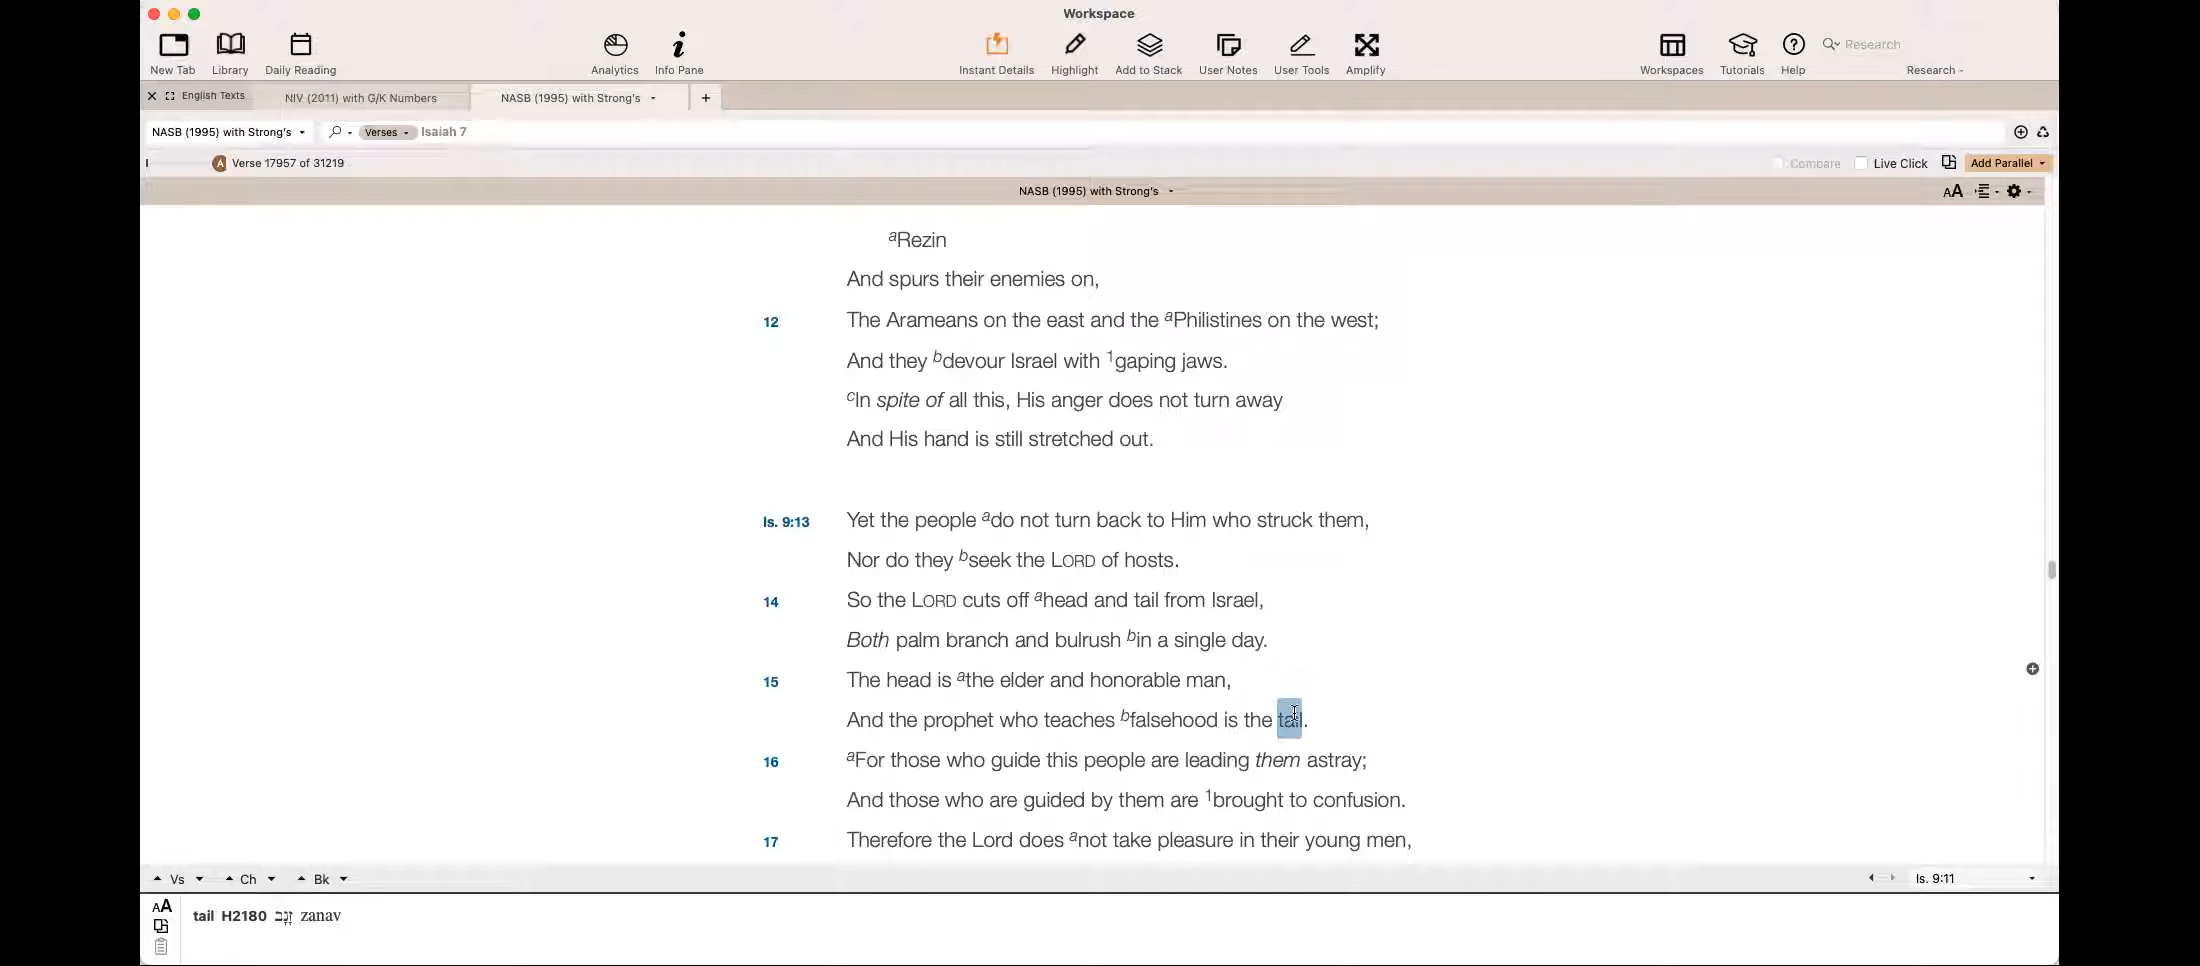 Workspace
New Tab Library Daily Reading Analytics Info Pane Instant Details Highlight Add to Stack User Notes User Tools Amplify Workspaces Tutorials Help Research
Research
English Texts NIV (2011) with G/K Numbers NASB (1995) with Strong's +
NASB (1995) with Strong's Verses Isaiah 7
A Verse 17957 of 31219 Compare Live Click Add Parallel
NASB (1995) with Strong's AA
aRezin
And spurs their enemies on,
12 The Arameans on the east and the aPhilistines on the west;
And they bdevour Israel with 1gaping jaws.
cIn spite of all this, His anger does not turn away
And His hand is still stretched out.
Is. 9:13 Yet the people ado not turn back to Him who struck them,
Nor do they bseek the LORD of hosts.
14 So the LORD cuts off ahead and tail from Israel,
Both palm branch and bulrush bin a single day.
15 The head is athe elder and honorable man,
And the prophet who teaches bfalsehood is the tail.
16 aFor those who guide this people are leading them astray;
And those who are guided by them are 1brought to confusion.
17 Therefore the Lord does anot take pleasure in their young men,
Vs Ch Bk Is. 9:11
AA tail H2180 זָנָב zanav